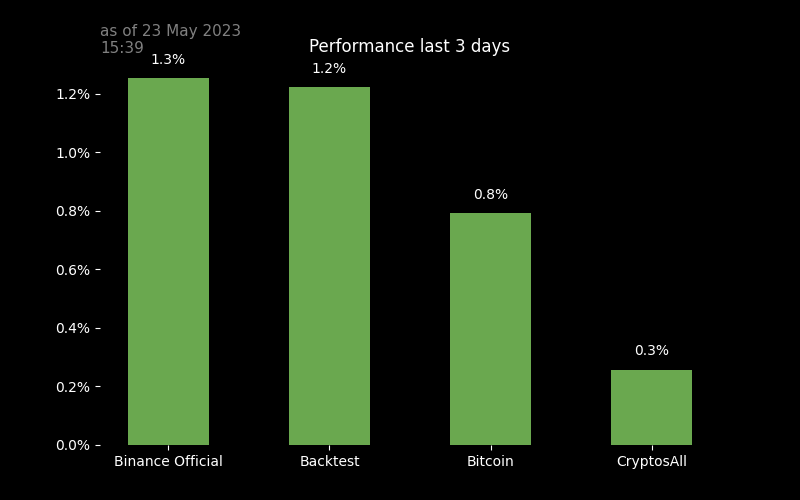 as of 23 May 2023
15:39
Performance last 3 days
1.3%
1.2%
0.8%
0.3%
1.2%
1.0%
0.8%
0.6%
0.4%
0.2%
0.0%
Binance Official
Backtest
Bitcoin
CryptosAll